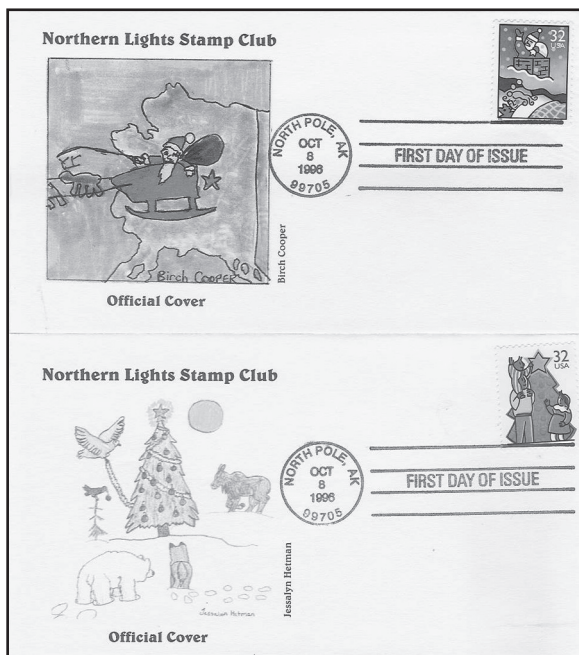 Northern Lights Stamp Club
32
USA
NORTH POLE, AK
OCT
8
1996
99705
FIRST DAY OF ISSUE
Birch Cooper
Birch Cooper
Official Cover
Northern Lights Stamp Club
32
USA
NORTH POLE, AK
OCT
8
1996
99705
FIRST DAY OF ISSUE
Jessalyn Hetman
Jessalyn Hetman
Official Cover